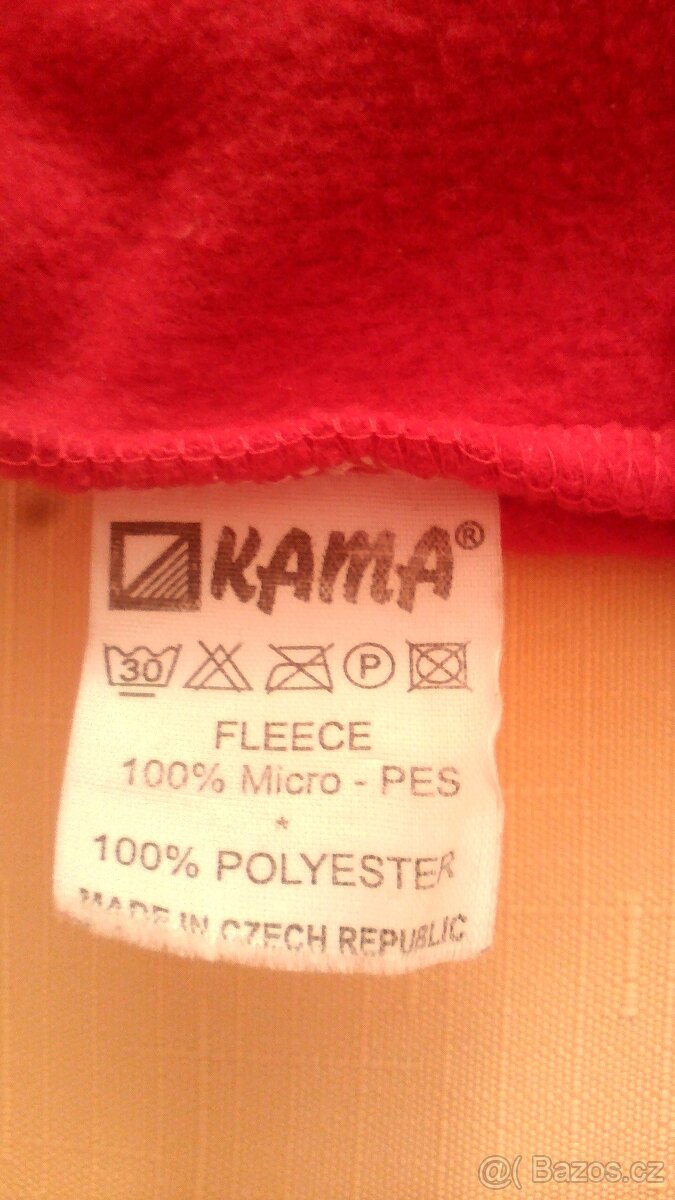 KAMA®
30 P
FLEECE
100% Micro - PES
*
100% POLYESTER
MADE IN CZECH REPUBLIC
@( Bazos.cz